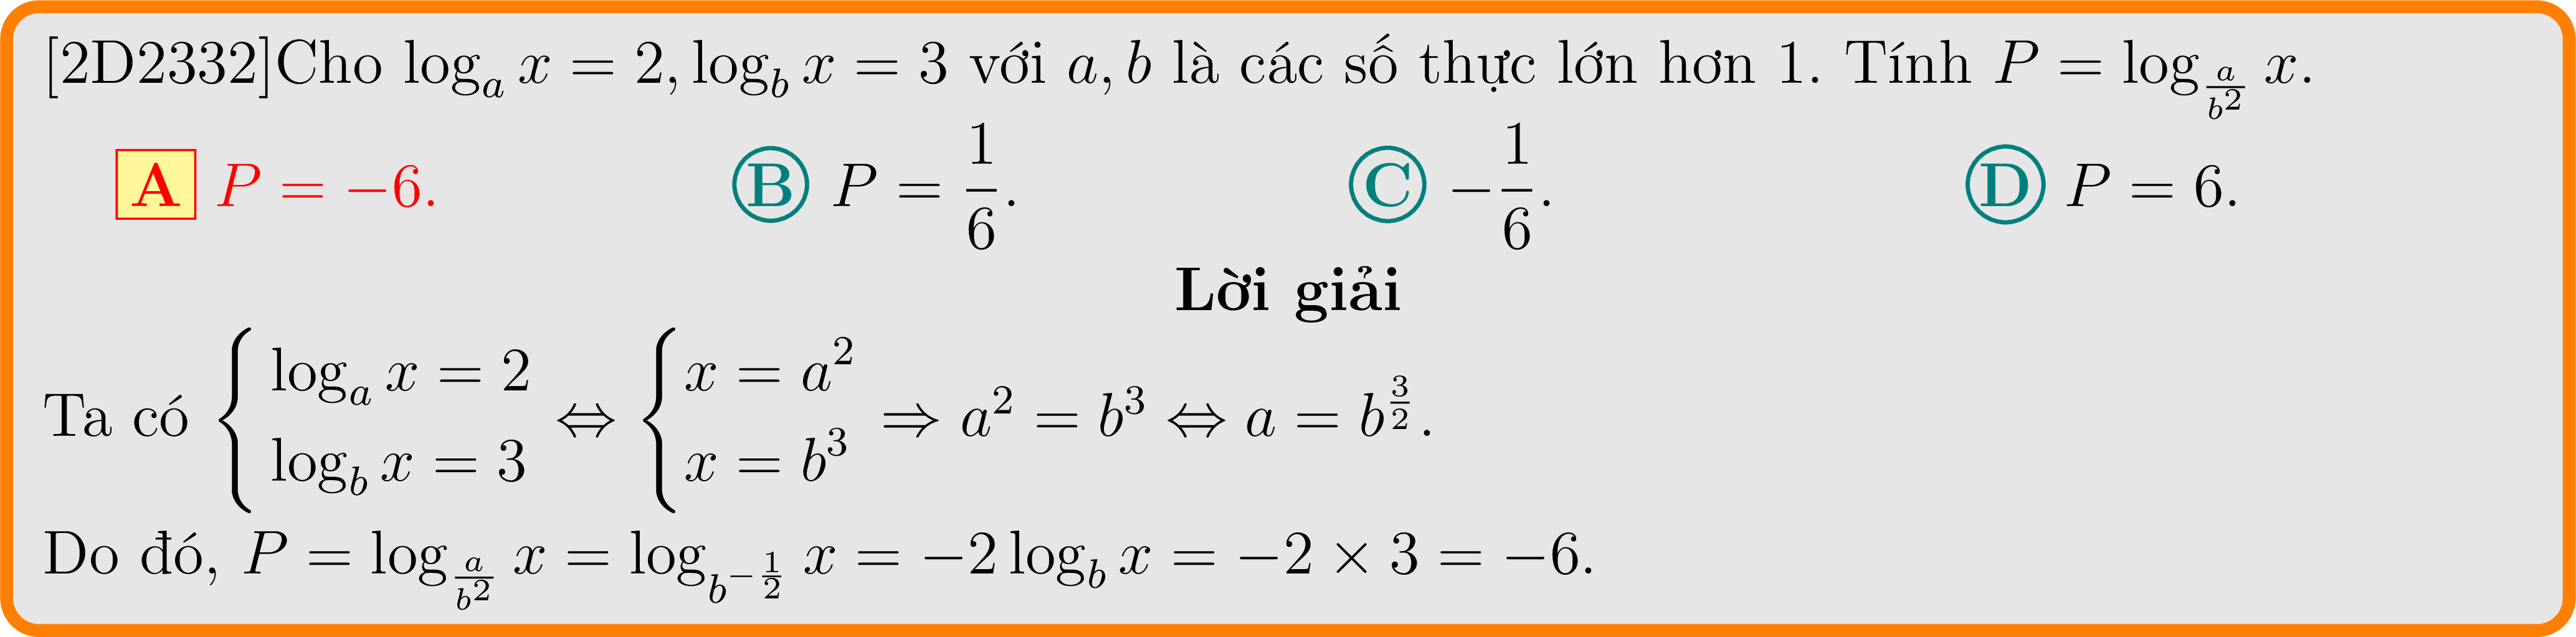 [2D2332]Cho $\log_a x = 2, \log_b x = 3$ với $a, b$ là các số thực lớn hơn 1. Tính $P = \log_{\frac{a}{b^2}} x$.
A $P = -6$. B $P = \dfrac{1}{6}$. C $-\dfrac{1}{6}$. D $P = 6$.
Lời giải
Ta có $\begin{cases} \log_a x = 2 \\ \log_b x = 3 \end{cases} \Leftrightarrow \begin{cases} x = a^2 \\ x = b^3 \end{cases} \Rightarrow a^2 = b^3 \Leftrightarrow a = b^{\frac{3}{2}}$.
Do đó, $P = \log_{\frac{a}{b^2}} x = \log_{b^{-\frac{1}{2}}} x = -2 \log_b x = -2 \times 3 = -6$.